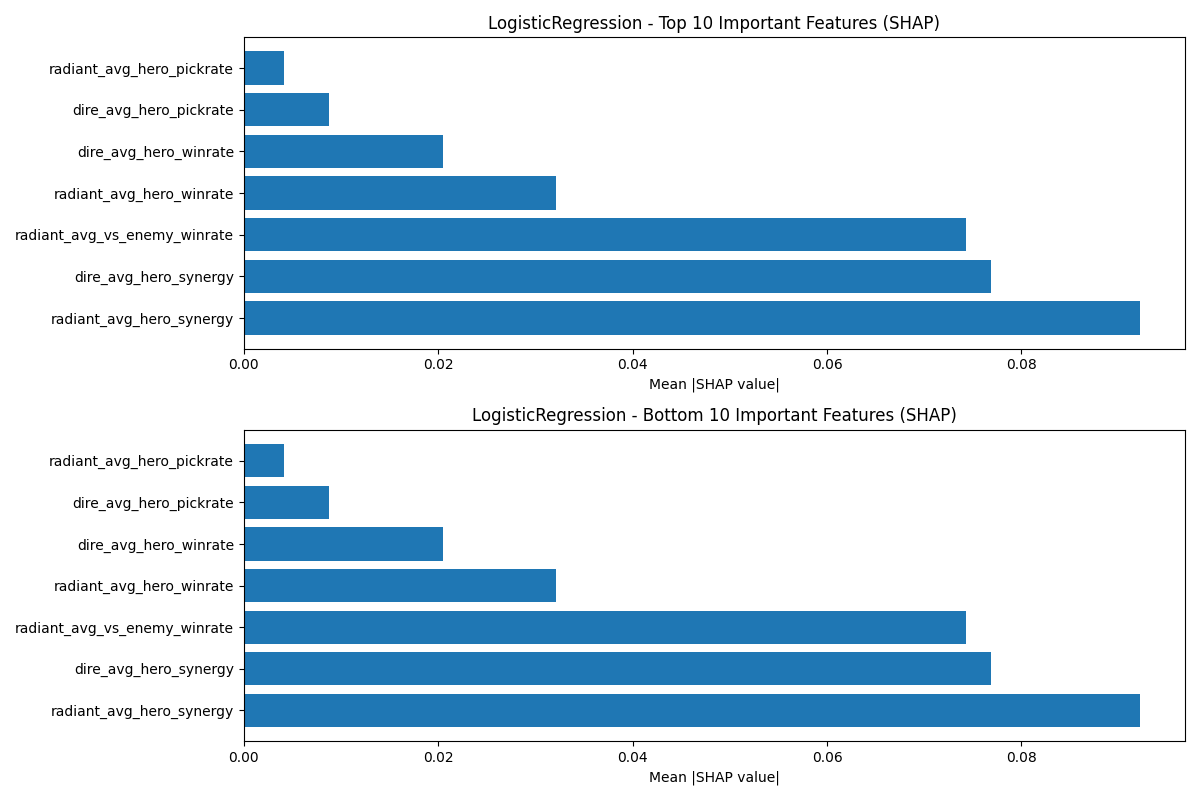 LogisticRegression - Top 10 Important Features (SHAP)
radiant_avg_hero_pickrate
dire_avg_hero_pickrate
dire_avg_hero_winrate
radiant_avg_hero_winrate
radiant_avg_vs_enemy_winrate
dire_avg_hero_synergy
radiant_avg_hero_synergy
0.00 0.02 0.04 0.06 0.08
Mean |SHAP value|
LogisticRegression - Bottom 10 Important Features (SHAP)
radiant_avg_hero_pickrate
dire_avg_hero_pickrate
dire_avg_hero_winrate
radiant_avg_hero_winrate
radiant_avg_vs_enemy_winrate
dire_avg_hero_synergy
radiant_avg_hero_synergy
0.00 0.02 0.04 0.06 0.08
Mean |SHAP value|